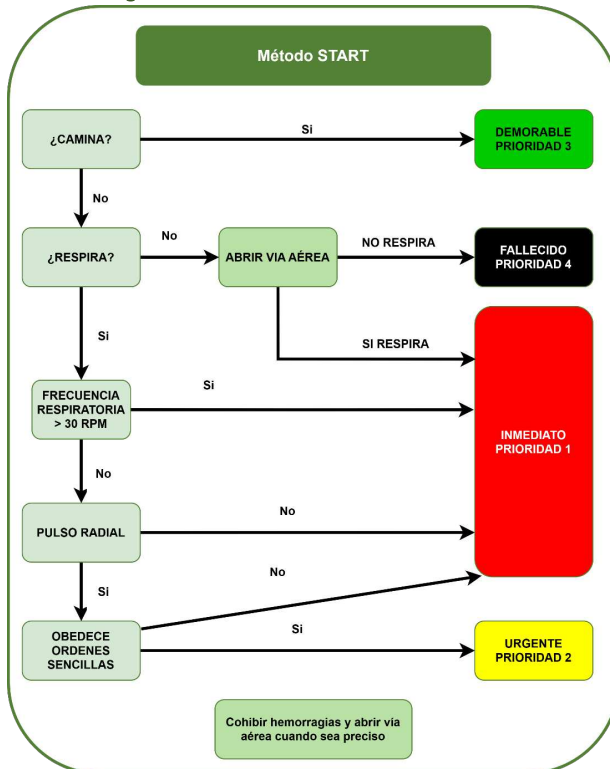 Método START
¿CAMINA?
Si
DEMORABLE
PRIORIDAD 3
No
¿RESPIRA?
No
ABRIR VIA AÉREA
NO RESPIRA
FALLECIDO
PRIORIDAD 4
Si
SI RESPIRA
FRECUENCIA
RESPIRATORIA
> 30 RPM
Si
INMEDIATO
PRIORIDAD 1
No
PULSO RADIAL
No
Si
No
OBEDECE
ORDENES
SENCILLAS
Si
URGENTE
PRIORIDAD 2
Cohibir hemorragias y abrir vía
aérea cuando sea preciso